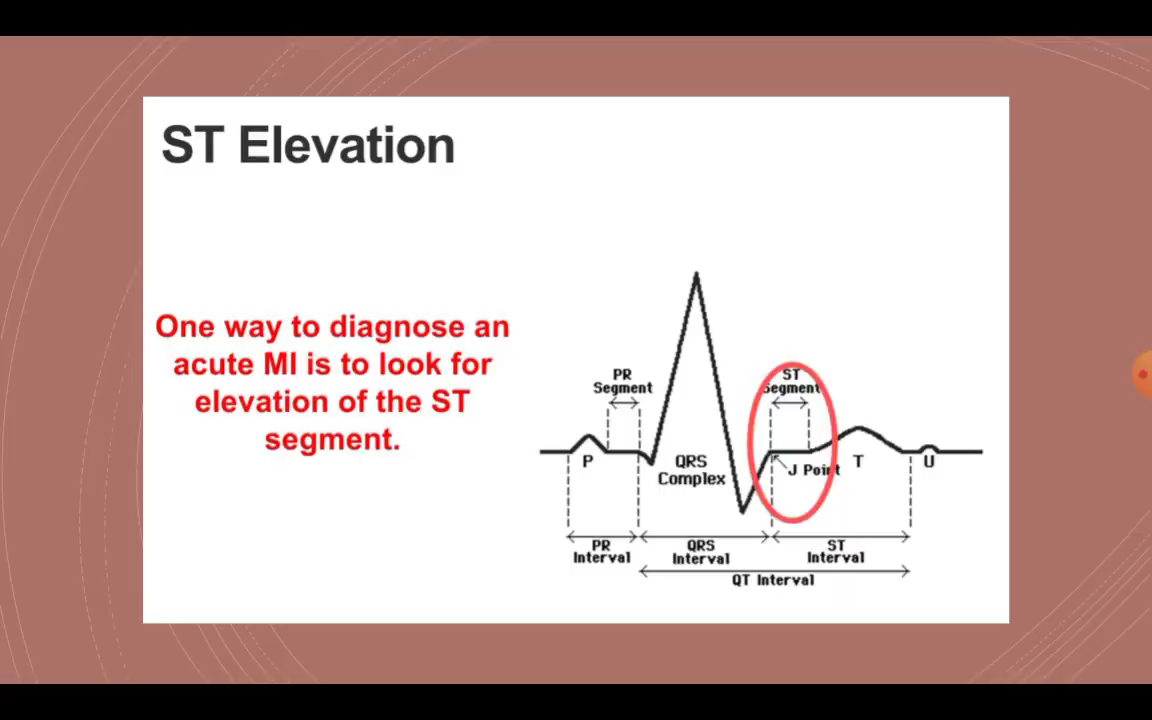 ST Elevation
One way to diagnose an
acute MI is to look for
elevation of the ST
segment.
PR
Segment
ST
Segment
P
QRS
Complex
J Point
T
U
PR
Interval
QRS
Interval
ST
Interval
QT Interval